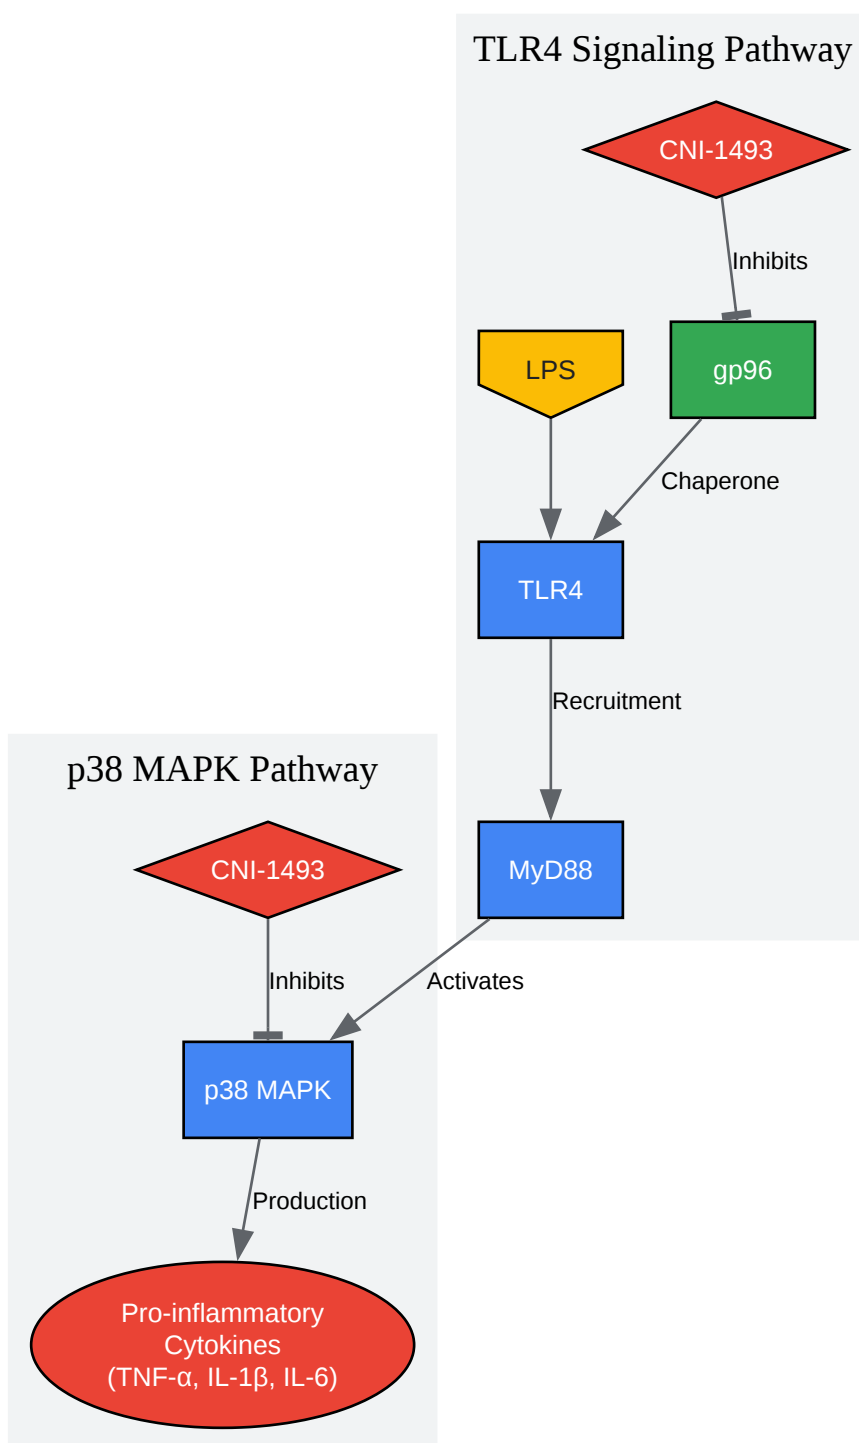 TLR4 Signaling Pathway
CNI-1493
Inhibits
LPS
gp96
Chaperone
TLR4
Recruitment
MyD88
Activates
p38 MAPK Pathway
CNI-1493
Inhibits
p38 MAPK
Production
Pro-inflammatory
Cytokines
(TNF-α, IL-1β, IL-6)